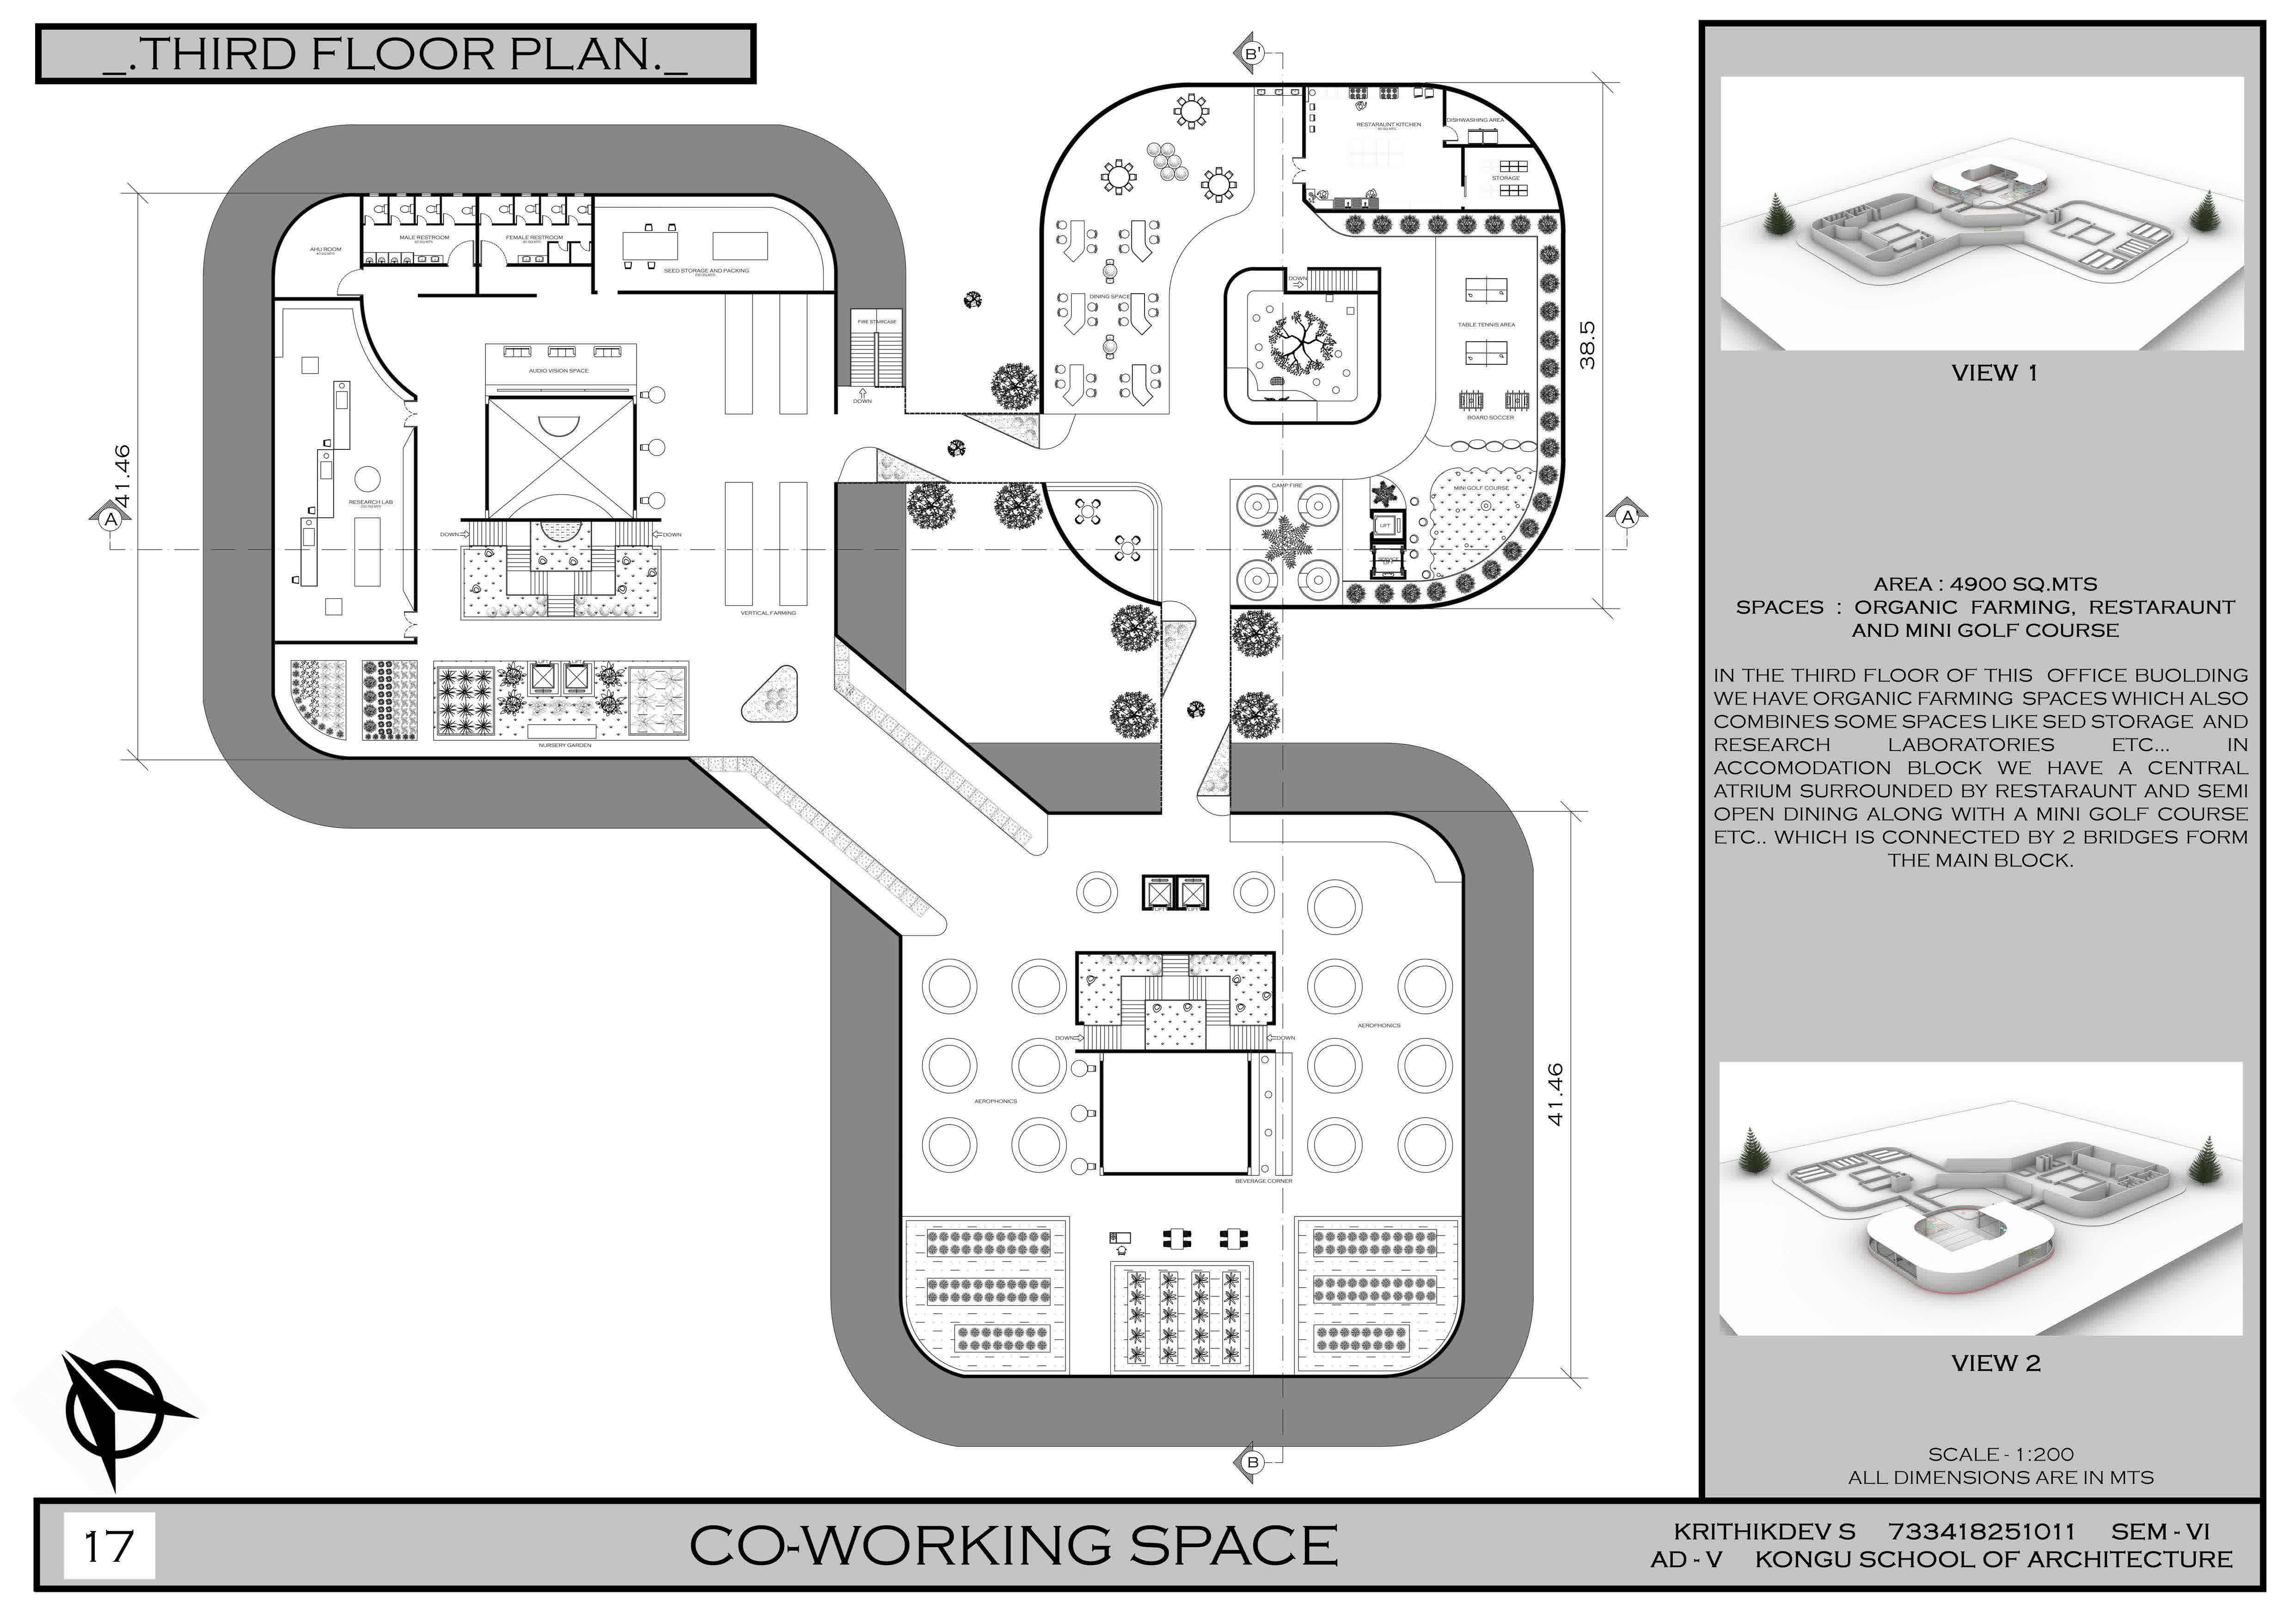 _.THIRD FLOOR PLAN._
B'
RESTARAUNT KITCHEN
DISHWASHING AREA
STORAGE
AHU ROOM
MALE RESTROOM
FEMALE RESTROOM
SEED STORAGE AND PACKING
FIRE STAIRCASE
DOWN
AUDIO VISION SPACE
DINING SPACE
DOWN
TABLE TENNIS AREA
BOARD SOCCER
38.5
41.46
A
RESEARCH LAB
DOWN
DOWN
VERTICAL FARMING
CAMP FIRE
LIFT
SERVICE
LIFT
MINI GOLF COURSE
A'
NURSERY GARDEN
LIFT
LIFT
AEROPHONICS
DOWN
DOWN
AEROPHONICS
BEVERAGE CORNER
41.46
B
VIEW 1
AREA : 4900 SQ.MTS
SPACES : ORGANIC FARMING, RESTARAUNT
AND MINI GOLF COURSE
IN THE THIRD FLOOR OF THIS OFFICE BUOLDING
WE HAVE ORGANIC FARMING SPACES WHICH ALSO
COMBINES SOME SPACES LIKE SED STORAGE AND
RESEARCH LABORATORIES ETC... IN
ACCOMODATION BLOCK WE HAVE A CENTRAL
ATRIUM SURROUNDED BY RESTARAUNT AND SEMI
OPEN DINING ALONG WITH A MINI GOLF COURSE
ETC.. WHICH IS CONNECTED BY 2 BRIDGES FORM
THE MAIN BLOCK.
VIEW 2
SCALE - 1:200
ALL DIMENSIONS ARE IN MTS
17
CO-WORKING SPACE
KRITHIKDEV S 733418251011 SEM - VI
AD - V KONGU SCHOOL OF ARCHITECTURE